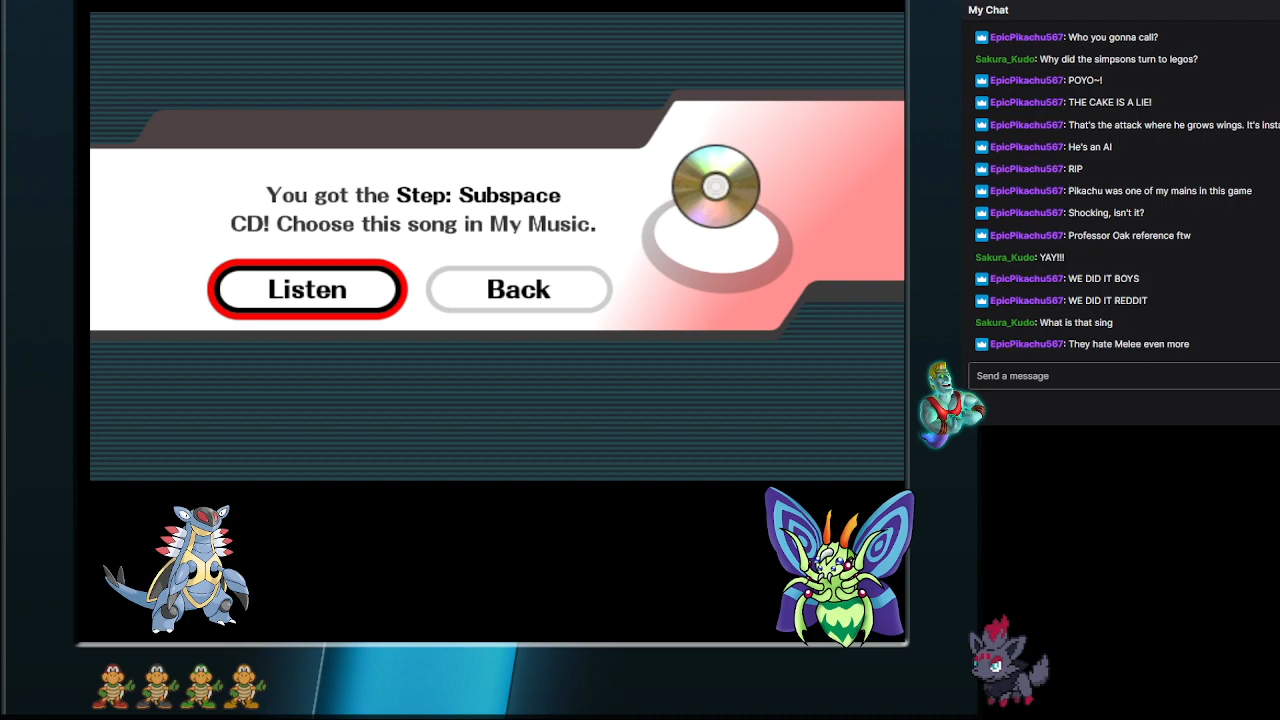 You got the Step: Subspace
CD! Choose this song in My Music.
Listen
Back
My Chat
EpicPikachu567: Who you gonna call?
Sakura_Kudo: Why did the simpsons turn to legos?
EpicPikachu567: POYO~!
EpicPikachu567: THE CAKE IS A LIE!
EpicPikachu567: That's the attack where he grows wings. It's insta
EpicPikachu567: He's an AI
EpicPikachu567: RIP
EpicPikachu567: Pikachu was one of my mains in this game
EpicPikachu567: Shocking, isn't it?
EpicPikachu567: Professor Oak reference ftw
Sakura_Kudo: YAY!!!
EpicPikachu567: WE DID IT BOYS
EpicPikachu567: WE DID IT REDDIT
Sakura_Kudo: What is that sing
EpicPikachu567: They hate Melee even more
Send a message